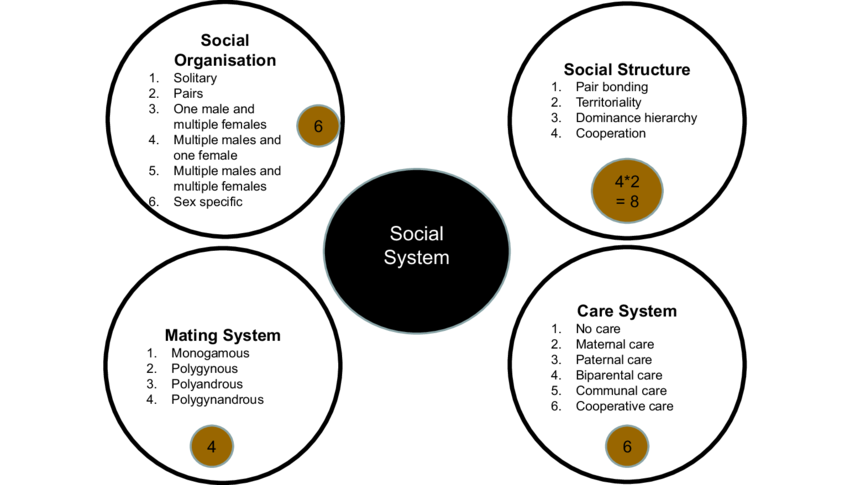 Social
Organisation
1. Solitary
2. Pairs
3. One male and
multiple females
4. Multiple males and
one female
5. Multiple males and
multiple females
6. Sex specific
6
Social Structure
1. Pair bonding
2. Territoriality
3. Dominance hierarchy
4. Cooperation
4*2
= 8
Social
System
Mating System
1. Monogamous
2. Polygynous
3. Polyandrous
4. Polygynandrous
4
Care System
1. No care
2. Maternal care
3. Paternal care
4. Biparental care
5. Communal care
6. Cooperative care
6